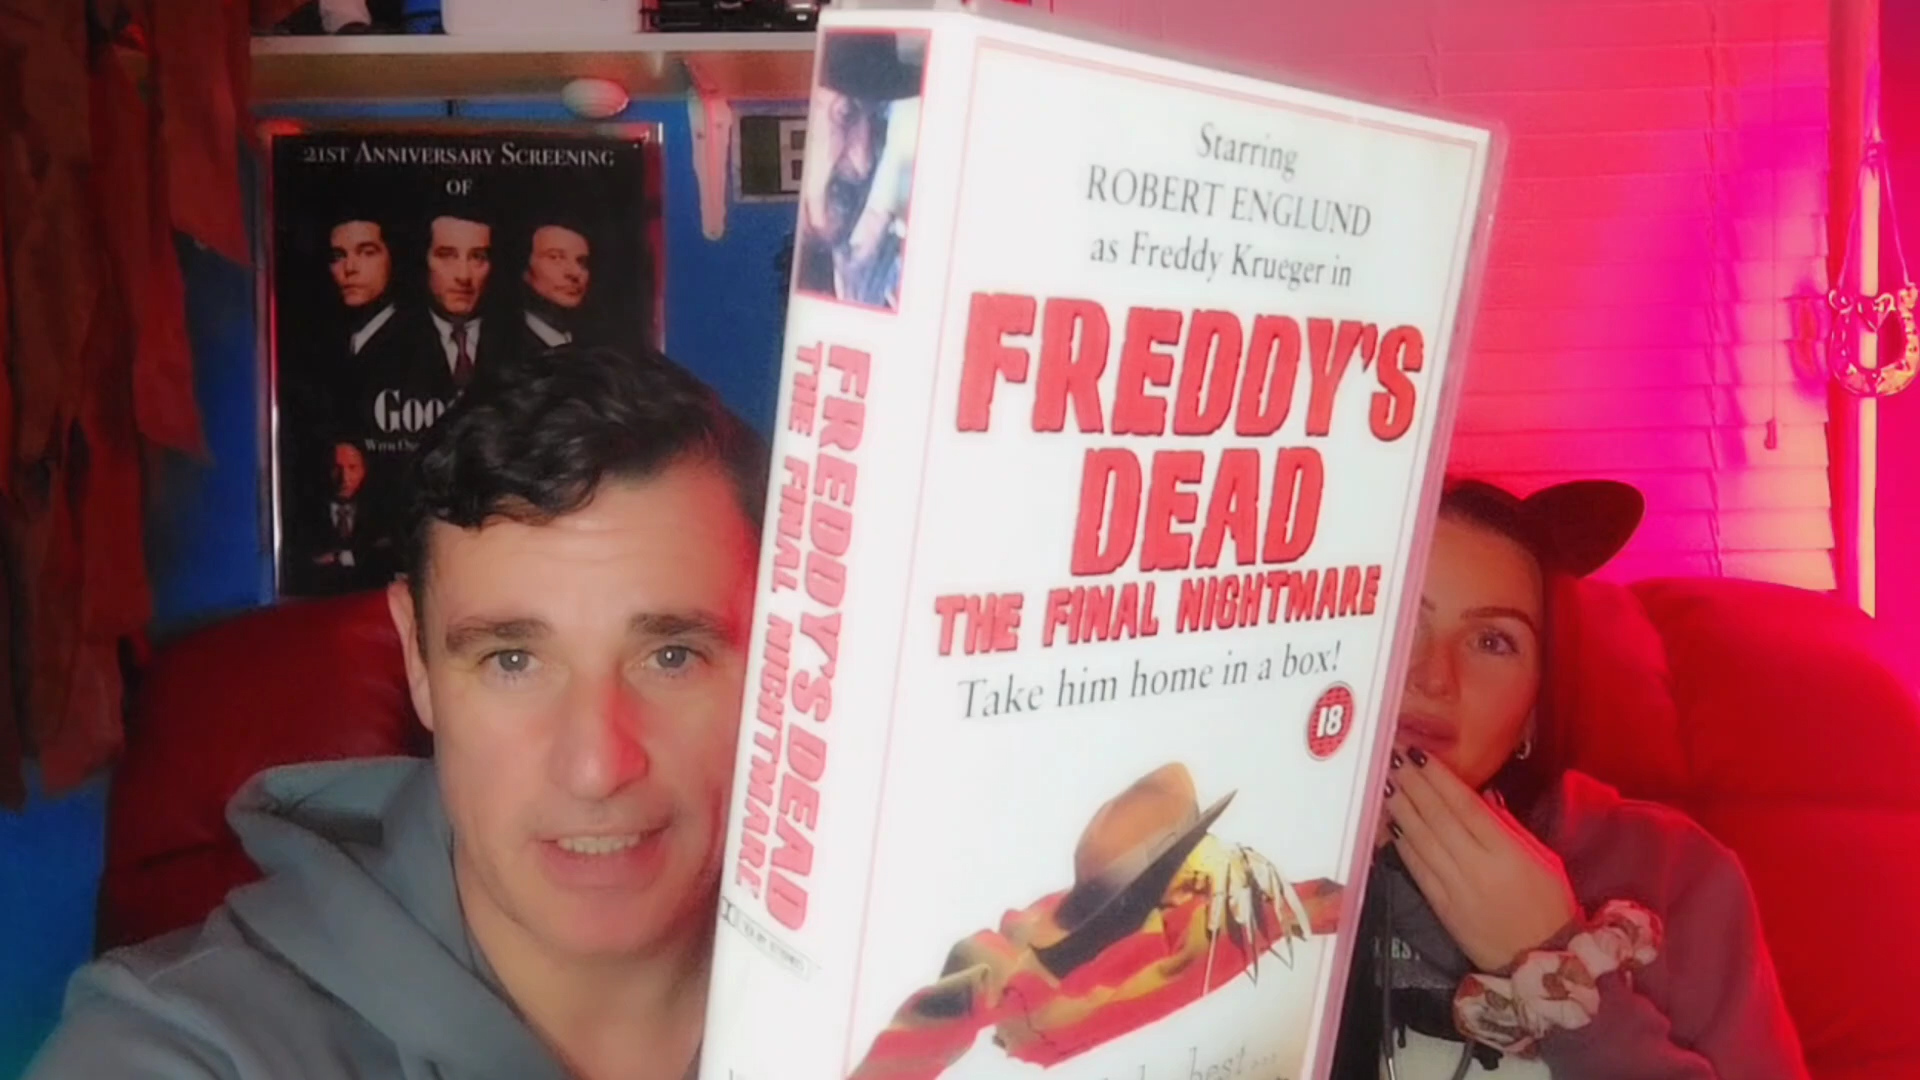 21ST ANNIVERSARY SCREENING
OF
FREDDY'S DEAD
THE FINAL NIGHTMARE
Starring
ROBERT ENGLUND
as Freddy Krueger in
FREDDY'S
DEAD
THE FINAL NIGHTMARE
Take him home in a box!
18
best...